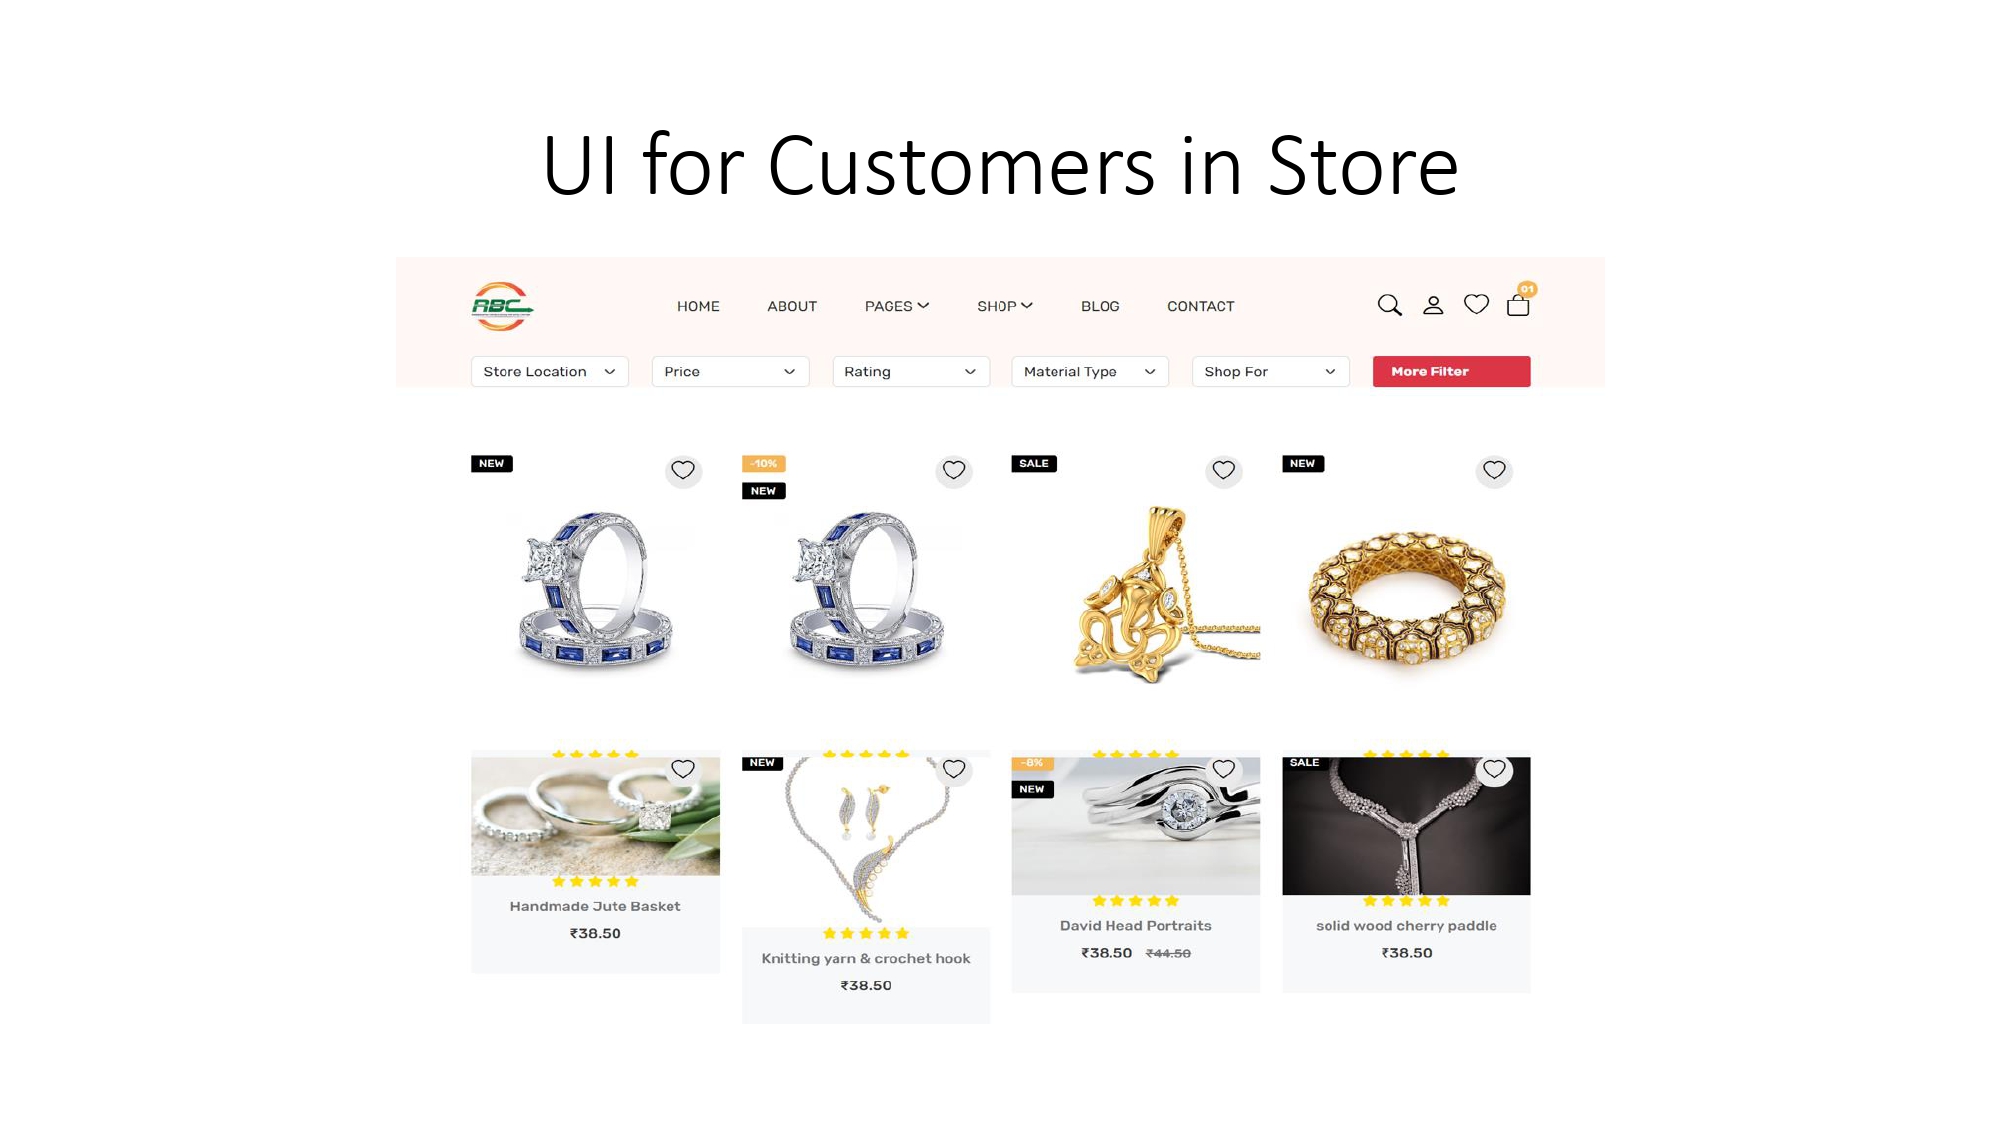 UI for Customers in Store
ABC
HOME ABOUT PAGES SHOP BLOG CONTACT
01
Store Location Price Rating Material Type Shop For More Filter
NEW -10% SALE NEW
NEW
NEW -8% SALE
NEW
Handmade Jute Basket
₹38.50
Knitting yarn & crochet hook
₹38.50
David Head Portraits
₹38.50 ₹44.50
solid wood cherry paddle
₹38.50